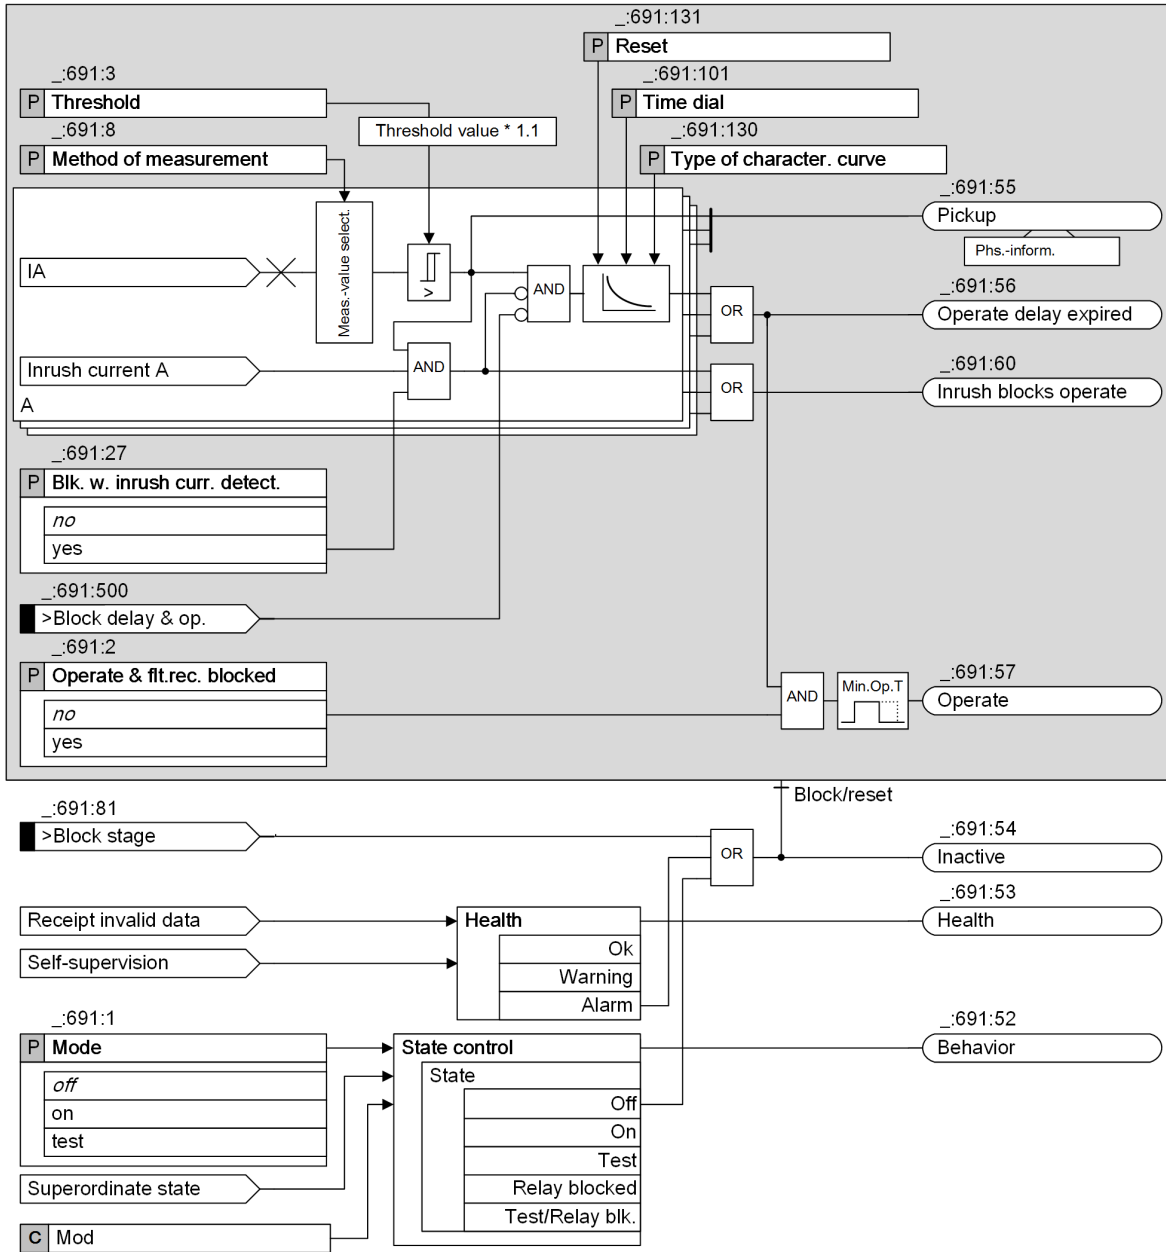 _:691:131
P Reset
_:691:3
P Threshold
_:691:101
P Time dial
Threshold value * 1.1
_:691:8
P Method of measurement
_:691:130
P Type of character. curve
_:691:55
Pickup
Phs.-inform.
IA
Meas.-value select.
>
AND
_:691:56
Operate delay expired
OR
Inrush current A
AND
_:691:60
Inrush blocks operate
OR
A
_:691:27
P Blk. w. inrush curr. detect.
no
yes
_:691:500
>Block delay & op.
_:691:2
P Operate & flt.rec. blocked
no
yes
AND
Min.Op.T
_:691:57
Operate
Block/reset
_:691:81
>Block stage
OR
_:691:54
Inactive
Receipt invalid data
Self-supervision
Health
Ok
Warning
Alarm
_:691:53
Health
_:691:1
P Mode
off
on
test
Superordinate state
C Mod
State control
State
Off
On
Test
Relay blocked
Test/Relay blk.
_:691:52
Behavior